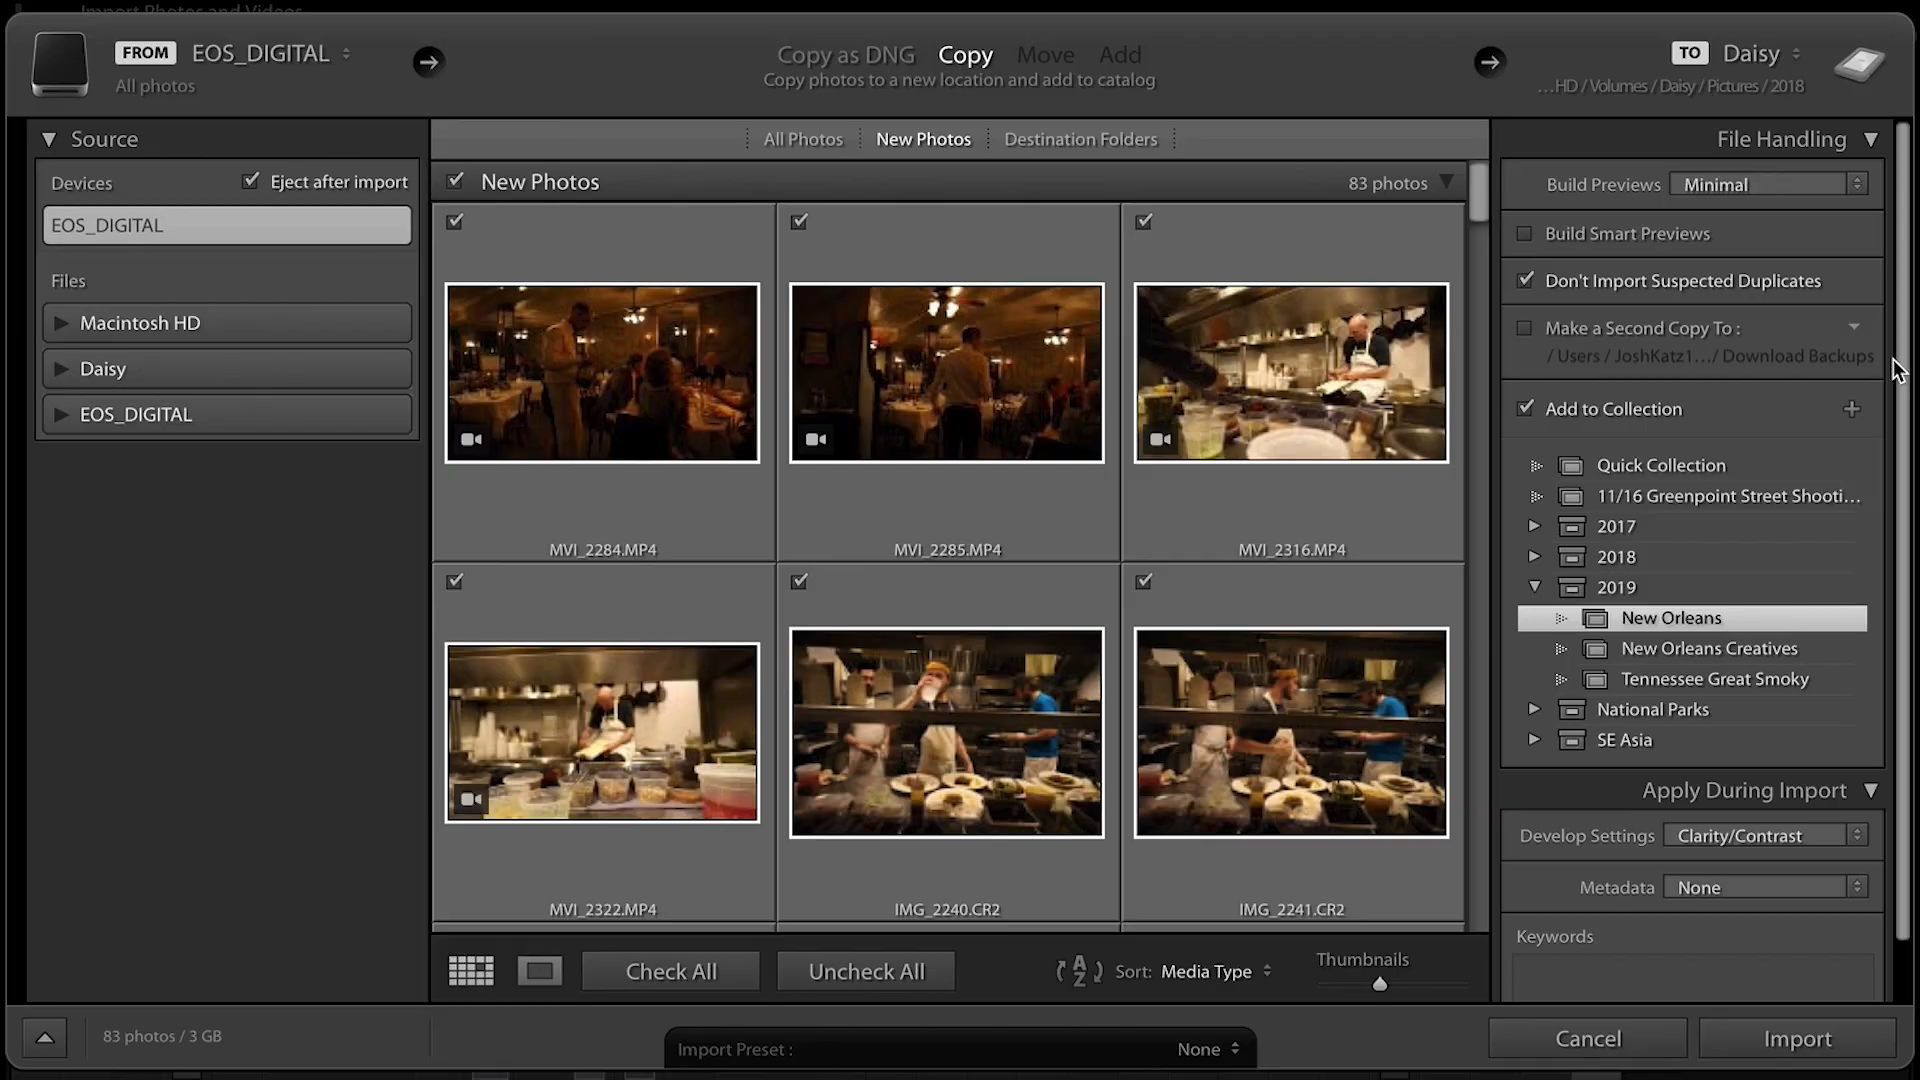 Import Photos and Videos
FROM EOS_DIGITAL
All photos
Copy as DNG Copy Move Add
Copy photos to a new location and add to catalog
TO Daisy
…HD / Volumes / Daisy / Pictures / 2018
Source
Devices Eject after import
EOS_DIGITAL
Files
Macintosh HD
Daisy
EOS_DIGITAL
All Photos New Photos Destination Folders
New Photos 83 photos
MVI_2284.MP4 MVI_2285.MP4 MVI_2316.MP4
MVI_2322.MP4 IMG_2240.CR2 IMG_2241.CR2
Check All Uncheck All AZ Sort: Media Type Thumbnails
File Handling
Build Previews Minimal
Build Smart Previews
Don't Import Suspected Duplicates
Make a Second Copy To :
/ Users / JoshKatz1…/ Download Backups
Add to Collection +
Quick Collection
11/16 Greenpoint Street Shooti…
2017
2018
2019
New Orleans
New Orleans Creatives
Tennessee Great Smoky
National Parks
SE Asia
Apply During Import
Develop Settings Clarity/Contrast
Metadata None
Keywords
83 photos / 3 GB
Import Preset : None
Cancel Import